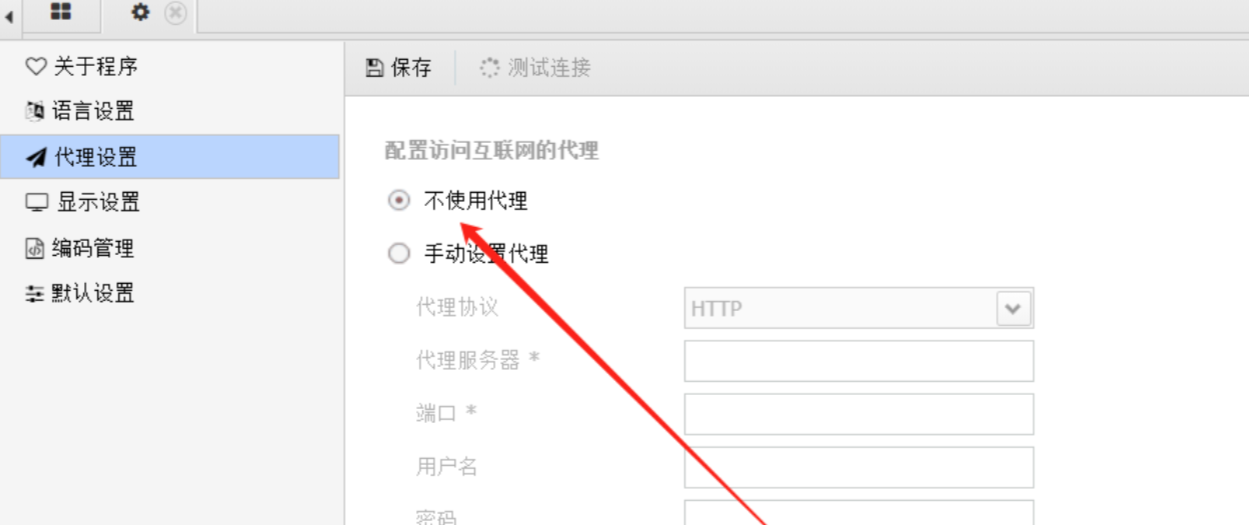 关于程序
语言设置
代理设置
显示设置
编码管理
默认设置
保存 测试连接
配置访问互联网的代理
不使用代理
手动设置代理
代理协议 HTTP
代理服务器 *
端口 *
用户名
密码